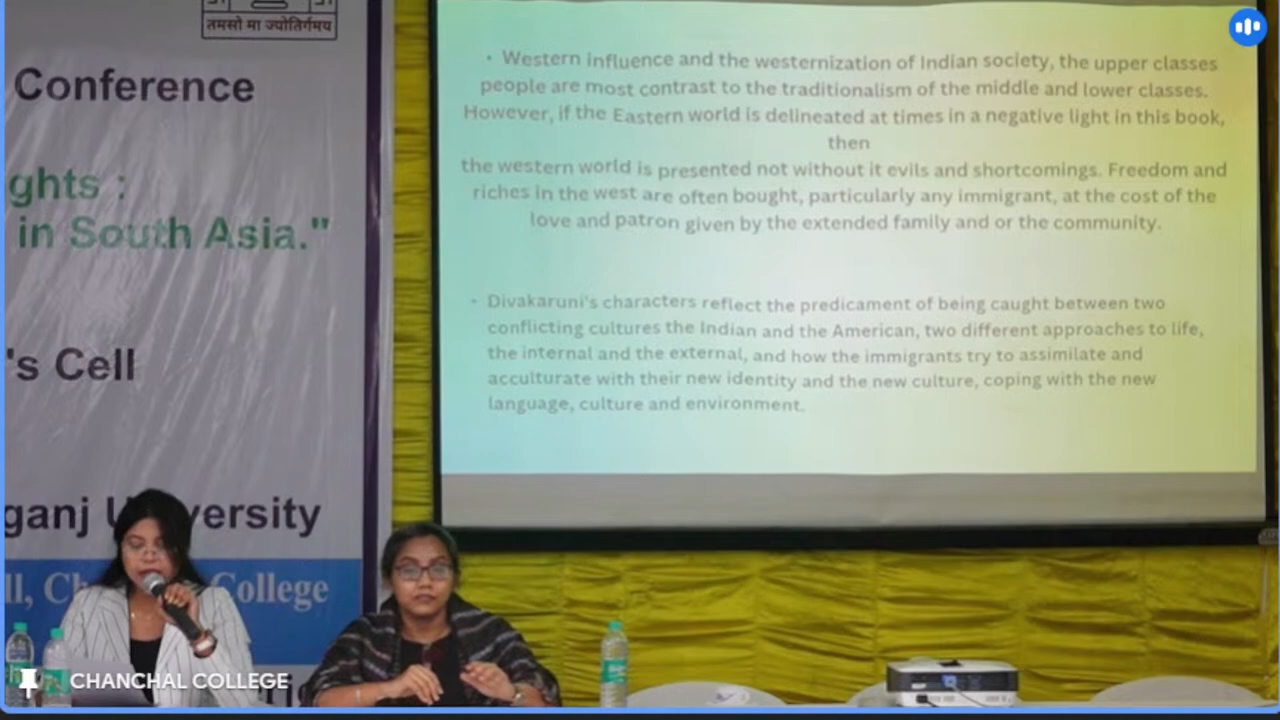 तमसो मा ज्योतिर्गमय
Conference
ghts :
in South Asia."
's Cell
ganj U versity
ll, Ch College
• Western influence and the westernization of Indian society, the upper classes
people are most contrast to the traditionalism of the middle and lower classes.
However, if the Eastern world is delineated at times in a negative light in this book,
then
the western world is presented not without it evils and shortcomings. Freedom and
riches in the west are often bought, particularly any immigrant, at the cost of the
love and patron given by the extended family and or the community.
• Divakaruni's characters reflect the predicament of being caught between two
conflicting cultures the Indian and the American, two different approaches to life,
the internal and the external, and how the immigrants try to assimilate and
acculturate with their new identity and the new culture, coping with the new
language, culture and environment.
CHANCHAL COLLEGE